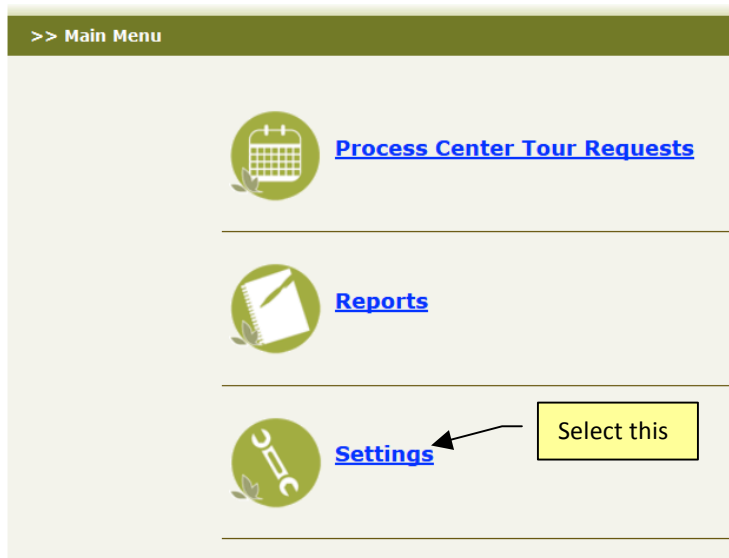 >> Main Menu
Process Center Tour Requests
Reports
Settings
Select this